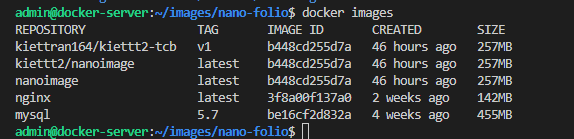 admin@docker-server:~/images/nano-folio$ docker images
REPOSITORY TAG IMAGE ID CREATED SIZE
kiettran164/kiettt2-tcb v1 b448cd255d7a 46 hours ago 257MB
kiettt2/nanoimage latest b448cd255d7a 46 hours ago 257MB
nanoimage latest b448cd255d7a 46 hours ago 257MB
nginx latest 3f8a00f137a0 2 weeks ago 142MB
mysql 5.7 be16cf2d832a 4 weeks ago 455MB
admin@docker-server:~/images/nano-folio$